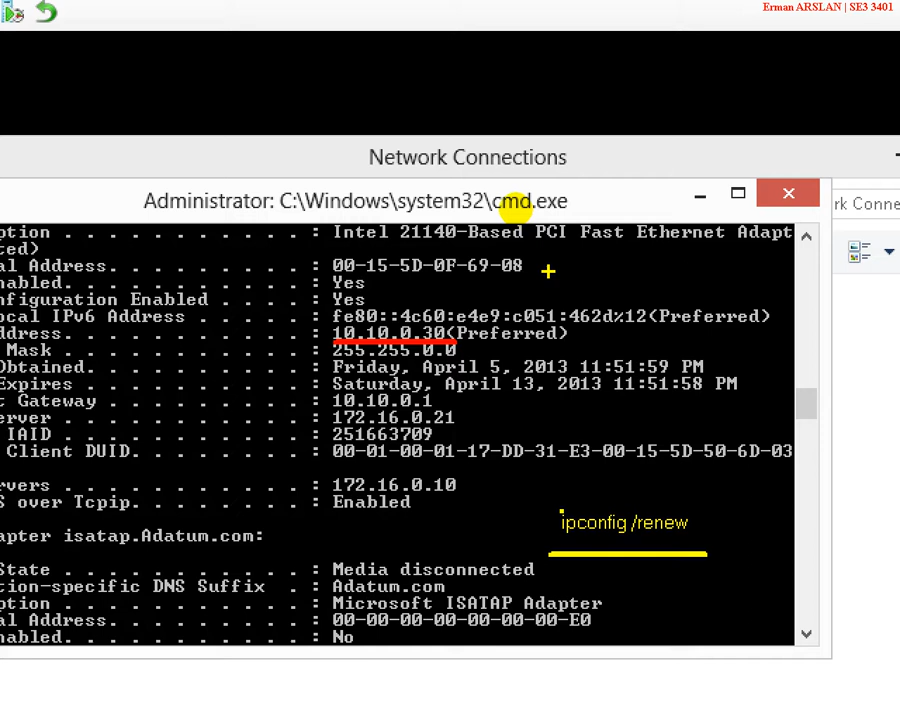 Erman ARSLAN | SE3 3401
Network Connections
Administrator: C:\Windows\system32\cmd.exe
rk Conne
ption . . . . . . . . . . . : Intel 21140-Based PCI Fast Ethernet Adapt
ted)
al Address. . . . . . . . . : 00-15-5D-0F-69-08
nabled. . . . . . . . . . . : Yes
nfiguration Enabled . . . . : Yes
ocal IPv6 Address . . . . . : fe80::4c60:e4e9:c051:462d%12(Preferred)
ddress. . . . . . . . . . . : 10.10.0.30(Preferred)
Mask . . . . . . . . . . . : 255.255.0.0
Obtained. . . . . . . . . . : Friday, April 5, 2013 11:51:59 PM
Expires . . . . . . . . . . : Saturday, April 13, 2013 11:51:58 PM
t Gateway . . . . . . . . . : 10.10.0.1
erver . . . . . . . . . . . : 172.16.0.21
IAID . . . . . . . . . . . : 251663709
Client DUID. . . . . . . . : 00-01-00-01-17-DD-31-E3-00-15-5D-50-6D-03
rvers . . . . . . . . . . . : 172.16.0.10
S over Tcpip. . . . . . . . : Enabled
ipconfig /renew
apter isatap.Adatum.com:
State . . . . . . . . . . . : Media disconnected
tion-specific DNS Suffix . : Adatum.com
ption . . . . . . . . . . . : Microsoft ISATAP Adapter
al Address. . . . . . . . . : 00-00-00-00-00-00-00-E0
nabled. . . . . . . . . . . : No